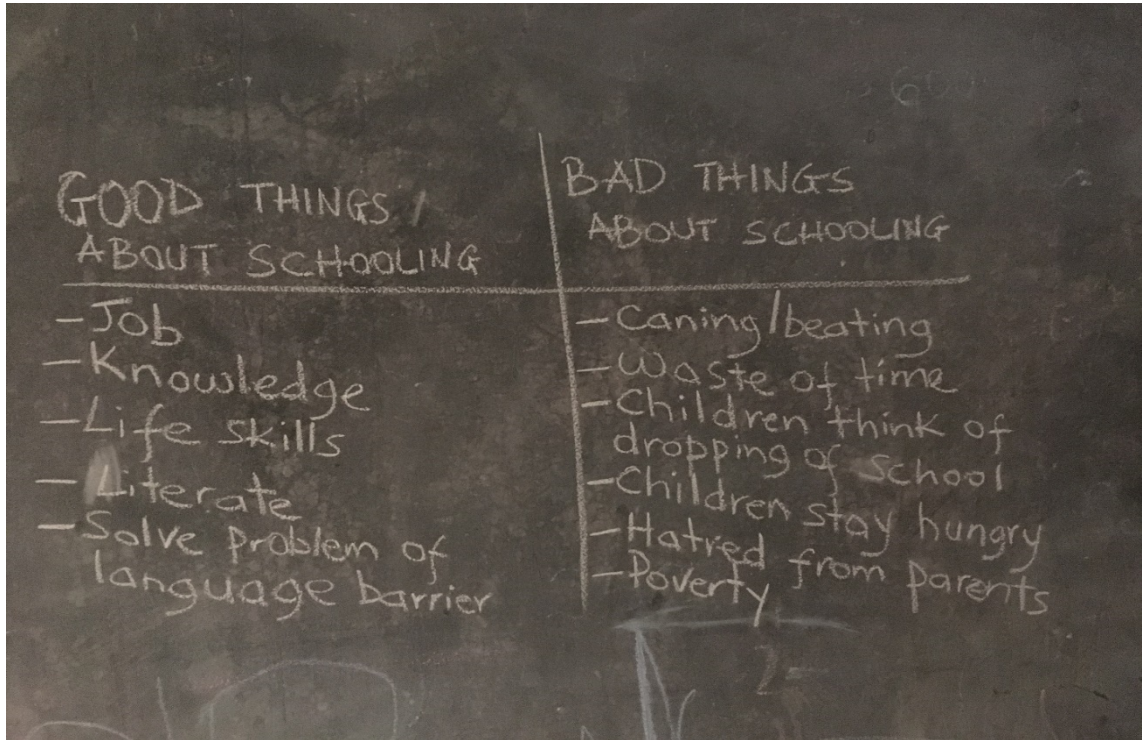 GOOD THINGS
ABOUT SCHOOLING
- Job
- Knowledge
- Life skills
- Literate
- Solve problem of
language barrier
BAD THINGS
ABOUT SCHOOLING
- Caning/beating
- Waste of time
- Children think of
dropping of school
- Children stay hungry
- Hatred from parents
- Poverty